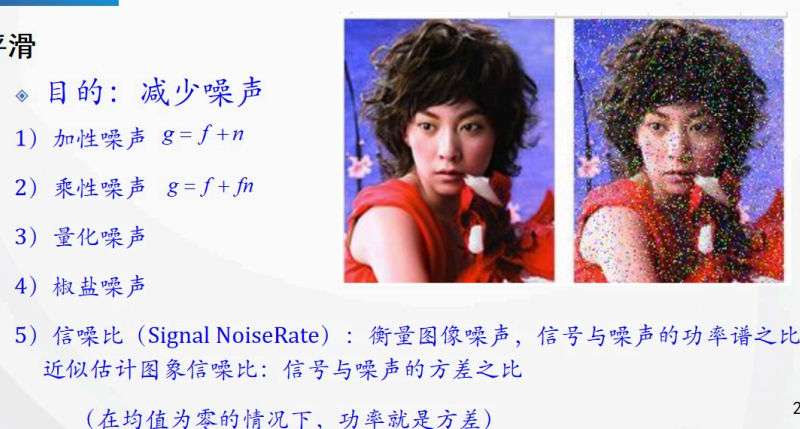 平滑
目的：减少噪声
1）加性噪声 g = f + n
2）乘性噪声 g = f + fn
3）量化噪声
4）椒盐噪声
5）信噪比（Signal NoiseRate）：衡量图像噪声，信号与噪声的功率谱之比
近似估计图象信噪比：信号与噪声的方差之比
（在均值为零的情况下，功率就是方差）
2